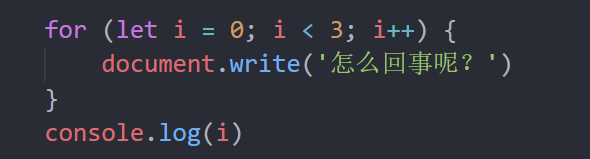 for (let i = 0; i < 3; i++) {
    document.write('怎么回事呢？')
}
console.log(i)